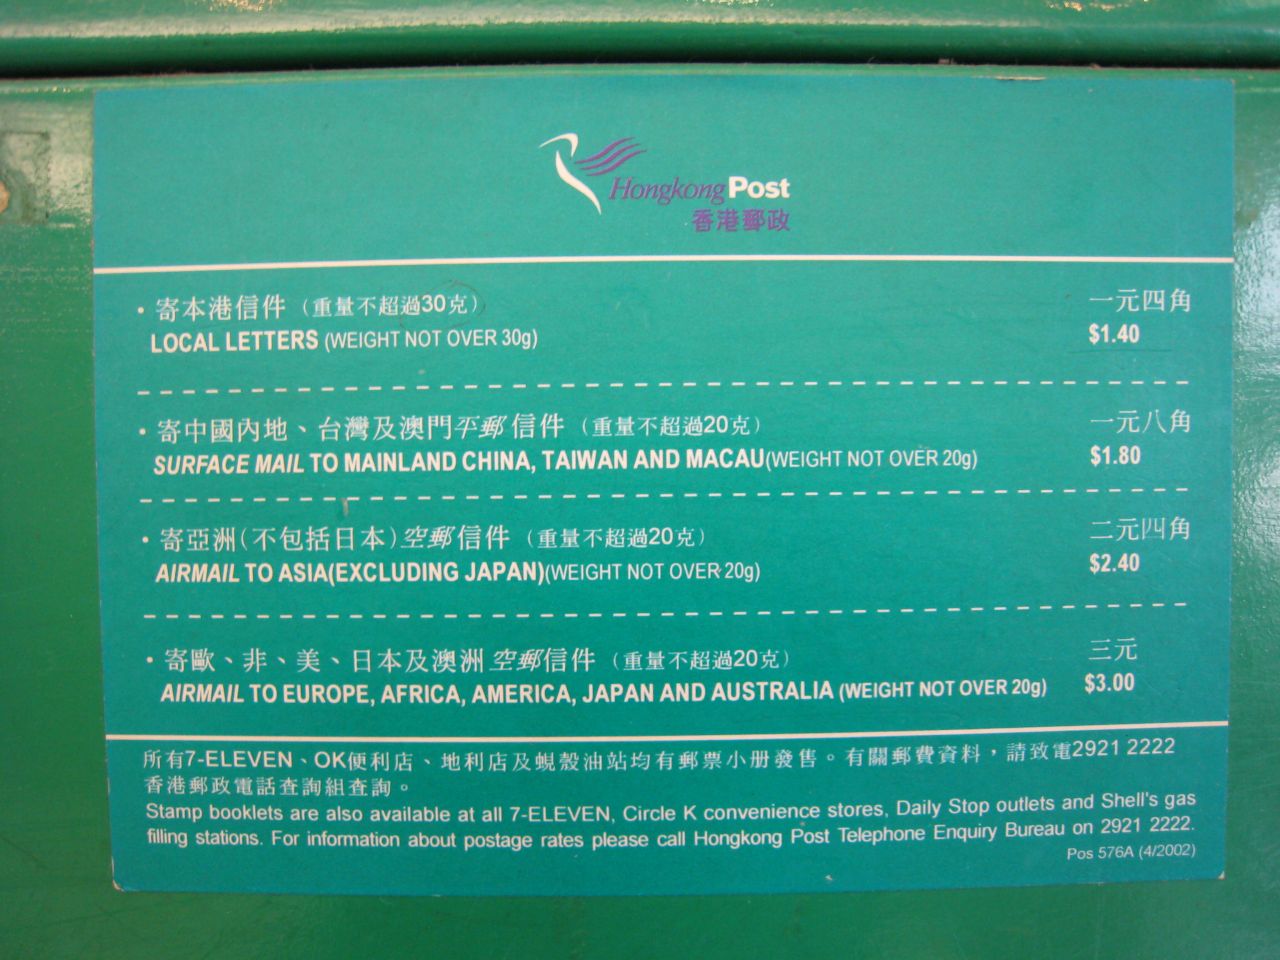 Hongkong Post
香港郵政
· 寄本港信件（重量不超過30克） 一元四角
LOCAL LETTERS (WEIGHT NOT OVER 30g) $1.40
· 寄中國內地、台灣及澳門平郵信件（重量不超過20克） 一元八角
SURFACE MAIL TO MAINLAND CHINA, TAIWAN AND MACAU(WEIGHT NOT OVER 20g) $1.80
· 寄亞洲(不包括日本)空郵信件（重量不超過20克） 二元四角
AIRMAIL TO ASIA(EXCLUDING JAPAN)(WEIGHT NOT OVER 20g) $2.40
· 寄歐、非、美、日本及澳洲空郵信件（重量不超過20克） 三元
AIRMAIL TO EUROPE, AFRICA, AMERICA, JAPAN AND AUSTRALIA (WEIGHT NOT OVER 20g) $3.00
所有7-ELEVEN、OK便利店、地利店及蜆殼油站均有郵票小册發售。有關郵費資料，請致電2921 2222
香港郵政電話查詢組查詢。
Stamp booklets are also available at all 7-ELEVEN, Circle K convenience stores, Daily Stop outlets and Shell's gas
filling stations. For information about postage rates please call Hongkong Post Telephone Enquiry Bureau on 2921 2222.
Pos 576A (4/2002)